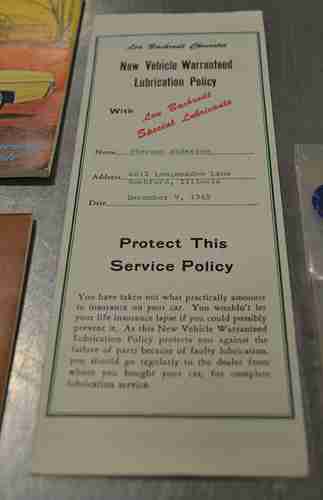 Lou Bachrodt Chevrolet
New Vehicle Warranteed
Lubrication Policy
With Lou Bachrodt
Special Lubricants
Name
Address
Rockford, Illinois
Date December 9,
Protect This
Service Policy
You have taken out what practically amounts
to insurance on your car. You wouldn't let
your life insurance lapse if you could possibly
prevent it. As this New Vehicle Warranteed
Lubrication Policy protects you against the
failure of parts because of faulty lubrication,
you should go regularly to the dealer from
whom you bought your car, for complete
lubrication service.